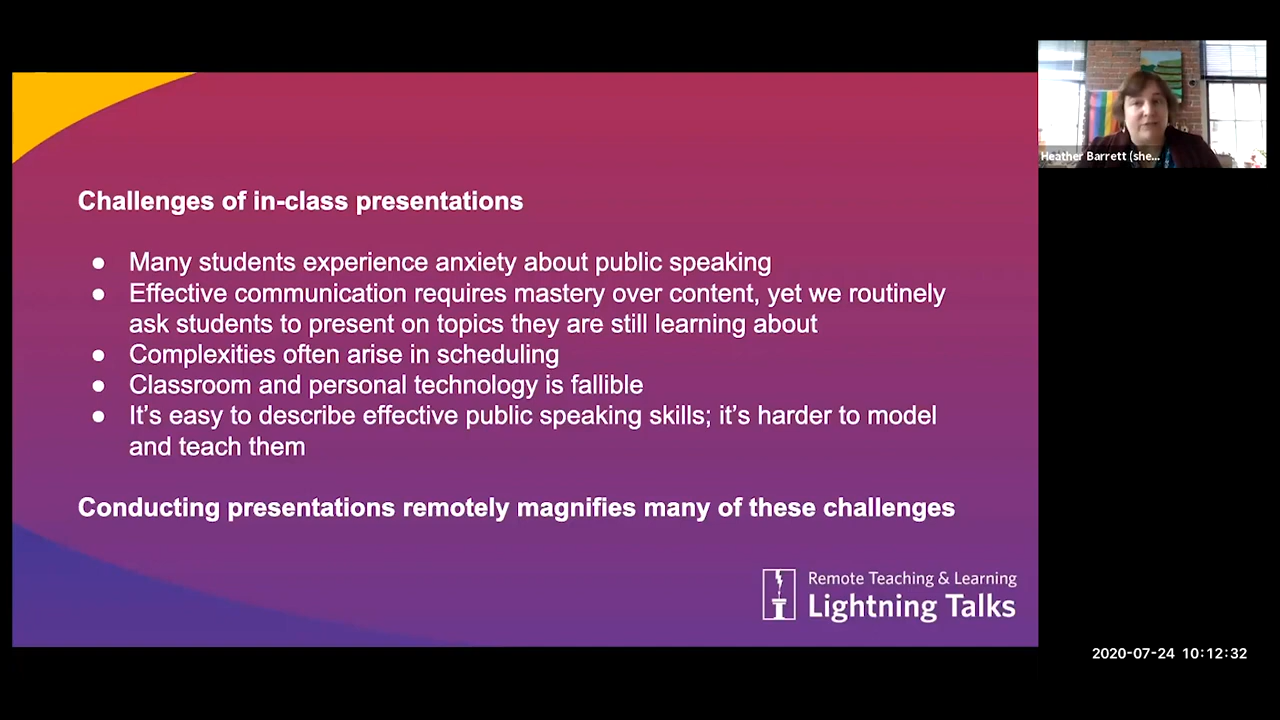 Heather Barrett (she...
Challenges of in-class presentations
● Many students experience anxiety about public speaking
● Effective communication requires mastery over content, yet we routinely
ask students to present on topics they are still learning about
● Complexities often arise in scheduling
● Classroom and personal technology is fallible
● It’s easy to describe effective public speaking skills; it’s harder to model
and teach them
Conducting presentations remotely magnifies many of these challenges
Remote Teaching & Learning
Lightning Talks
2020-07-24 10:12:32